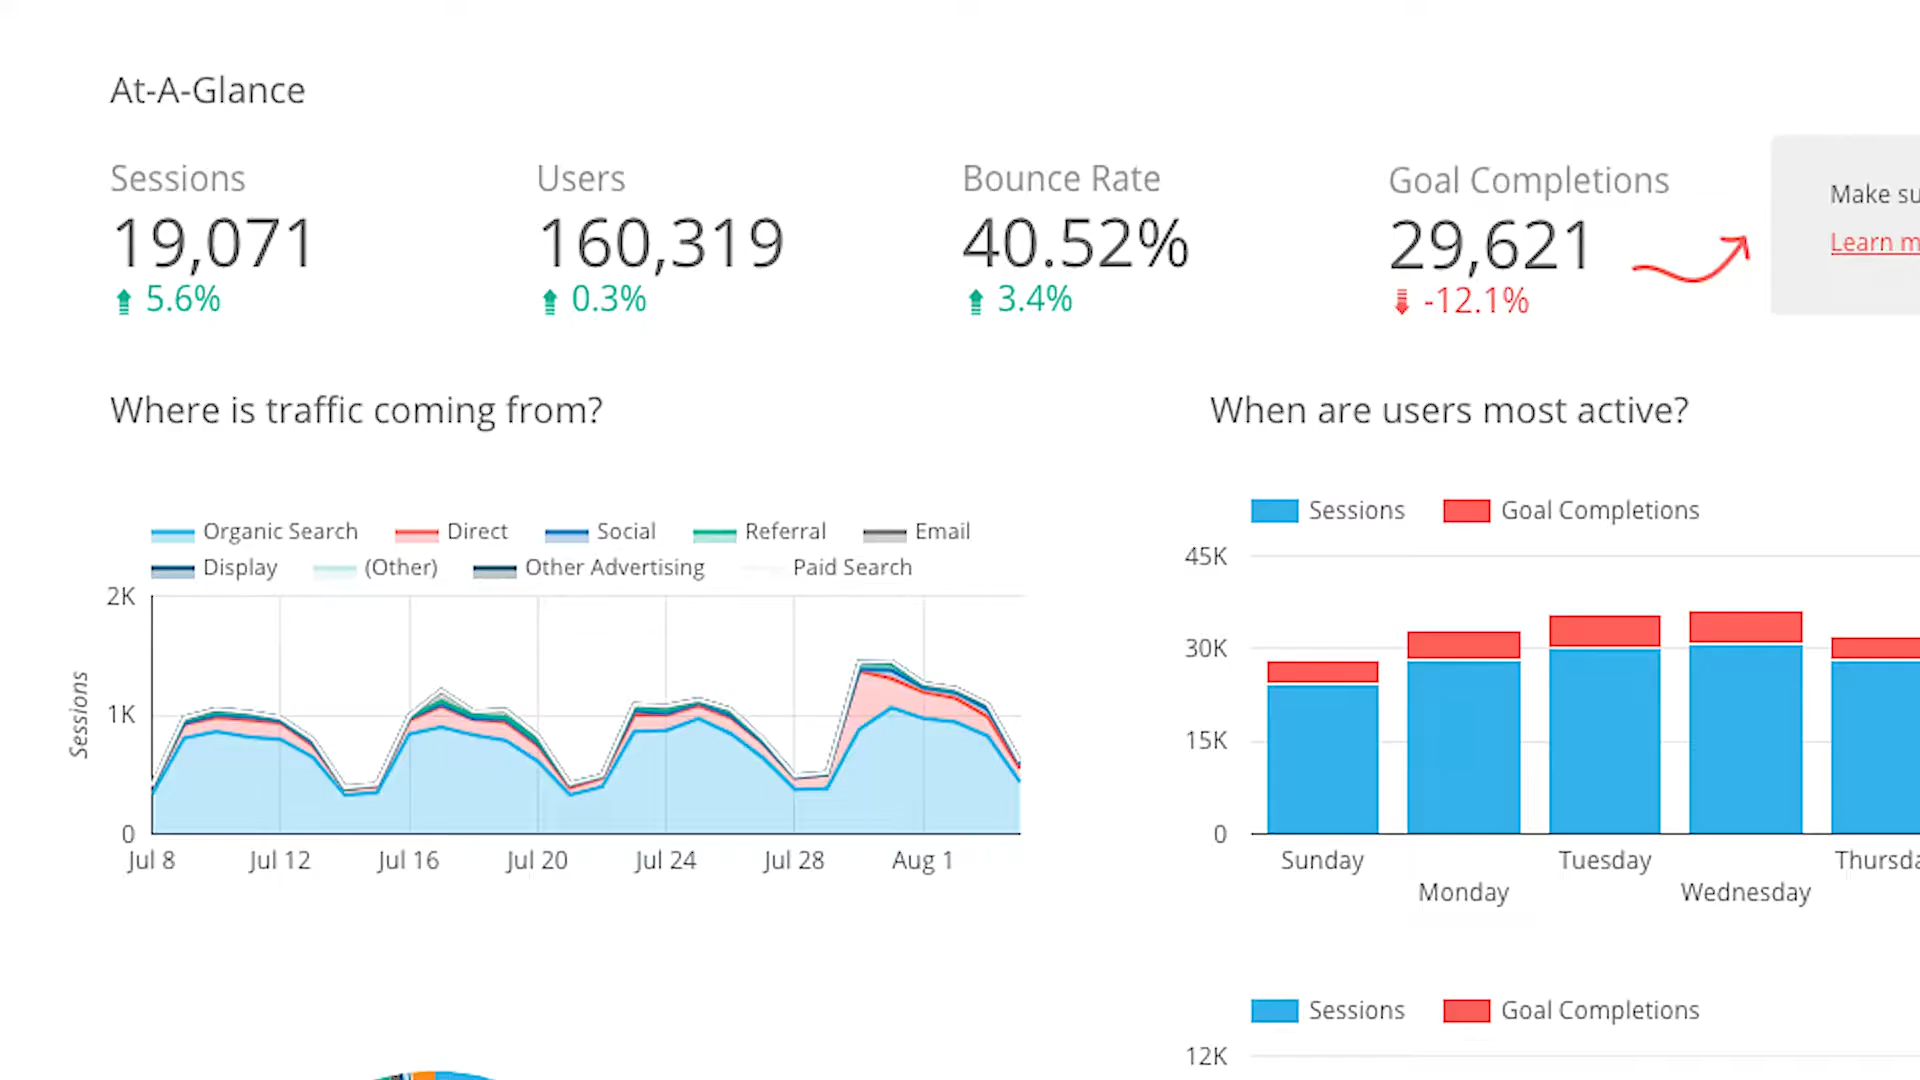 At-A-Glance
Sessions
19,071
5.6%
Users
160,319
0.3%
Bounce Rate
40.52%
3.4%
Goal Completions
29,621
-12.1%
Make su
Learn m
Where is traffic coming from?
Organic Search Direct Social Referral Email
Display (Other) Other Advertising Paid Search
Sessions
2K
1K
0
Jul 8 Jul 12 Jul 16 Jul 20 Jul 24 Jul 28 Aug 1
When are users most active?
Sessions Goal Completions
45K
30K
15K
0
Sunday Monday Tuesday Wednesday Thursda
Sessions Goal Completions
12K